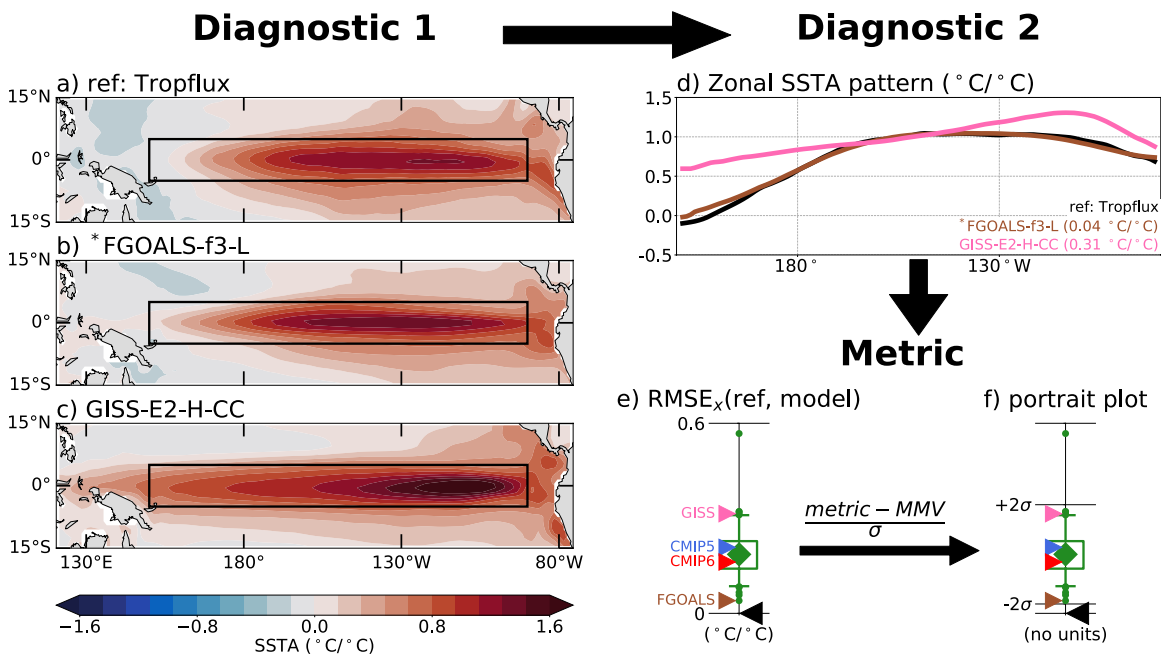 Diagnostic 1
Diagnostic 2
a) ref: Tropflux
15°N
0°
15°S
b) *FGOALS-f3-L
15°N
0°
15°S
c) GISS-E2-H-CC
15°N
0°
15°S
130°E 180° 130°W 80°W
−1.6 −0.8 0.0 0.8 1.6
SSTA (°C/°C)
d) Zonal SSTA pattern (°C/°C)
1.5
1.0
0.5
0.0
-0.5
ref: Tropflux
*FGOALS-f3-L (0.04 °C/°C)
GISS-E2-H-CC (0.31 °C/°C)
180° 130°W
Metric
e) RMSEₓ(ref, model)
0.6
GISS
CMIP5
CMIP6
FGOALS
0
(°C/°C)
metric − MMV
σ
f) portrait plot
+2σ
-2σ
(no units)